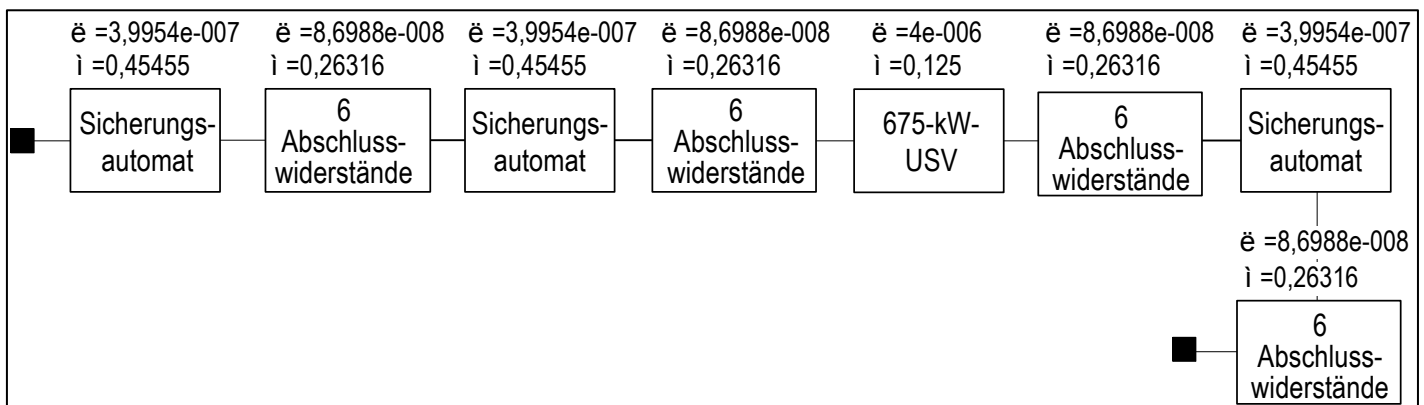 ë =3,9954e-007 ë =8,6988e-008 ë =3,9954e-007 ë =8,6988e-008 ë =4e-006 ë =8,6988e-008 ë =3,9954e-007
ì =0,45455 ì =0,26316 ì =0,45455 ì =0,26316 ì =0,125 ì =0,26316 ì =0,45455
Sicherungs-
automat
6
Abschluss-
widerstände
Sicherungs-
automat
6
Abschluss-
widerstände
675-kW-
USV
6
Abschluss-
widerstände
Sicherungs-
automat
ë =8,6988e-008
ì =0,26316
6
Abschluss-
widerstände